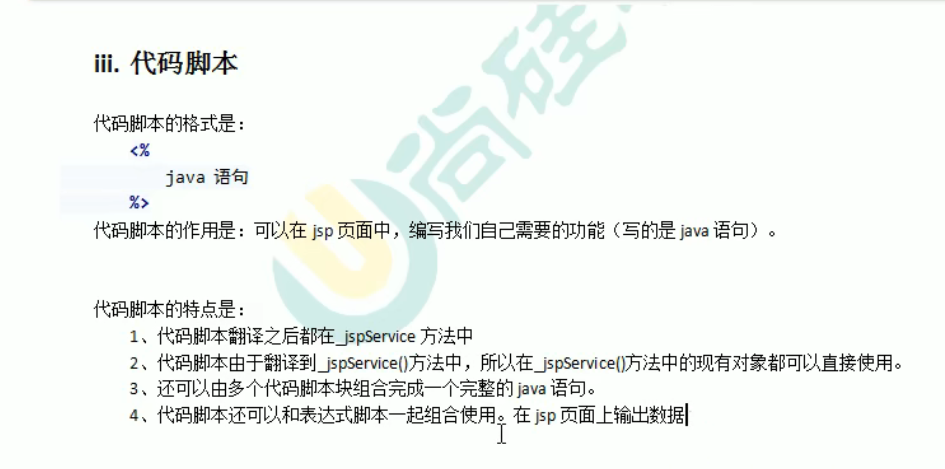 iii. 代码脚本
代码脚本的格式是：
<%
java 语句
%>
代码脚本的作用是：可以在 jsp 页面中，编写我们自己需要的功能（写的是 java 语句）。
代码脚本的特点是：
1、代码脚本翻译之后都在_jspService 方法中
2、代码脚本由于翻译到_jspService()方法中，所以在_jspService()方法中的现有对象都可以直接使用。
3、还可以由多个代码脚本块组合完成一个完整的 java 语句。
4、代码脚本还可以和表达式脚本一起组合使用。在 jsp 页面上输出数据
尚硅